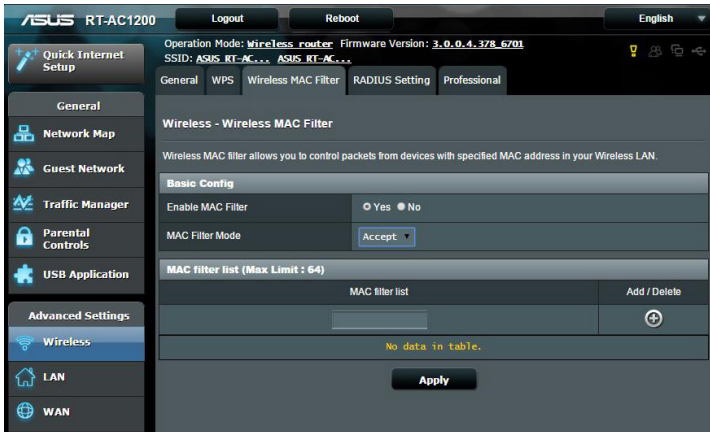 ASUS RT-AC1200 Logout Reboot English
Quick Internet Setup
Operation Mode: Wireless router Firmware Version: 3.0.0.4.378_6701
SSID: ASUS RT-AC... ASUS RT-AC...
General WPS Wireless MAC Filter RADIUS Setting Professional
General
Network Map
Guest Network
Traffic Manager
Parental Controls
USB Application
Advanced Settings
Wireless
LAN
WAN
Wireless - Wireless MAC Filter
Wireless MAC filter allows you to control packets from devices with specified MAC address in your Wireless LAN.
Basic Config
Enable MAC Filter Yes No
MAC Filter Mode Accept
MAC filter list (Max Limit : 64)
MAC filter list Add / Delete
No data in table.
Apply